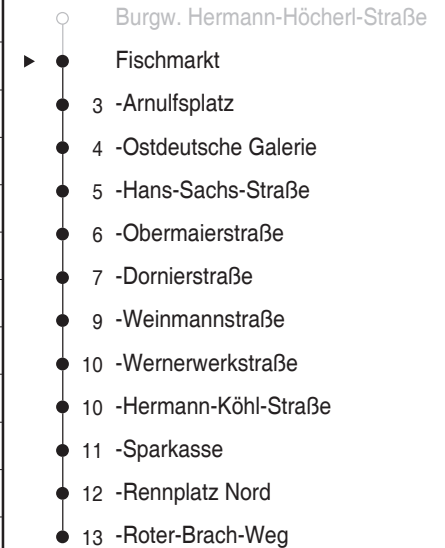 Burgw. Hermann-Höcherl-Straße
Fischmarkt
3 -Arnulfsplatz
4 -Ostdeutsche Galerie
5 -Hans-Sachs-Straße
6 -Obermaierstraße
7 -Dornierstraße
9 -Weinmannstraße
10 -Wernerwerkstraße
10 -Hermann-Köhl-Straße
11 -Sparkasse
12 -Rennplatz Nord
13 -Roter-Brach-Weg